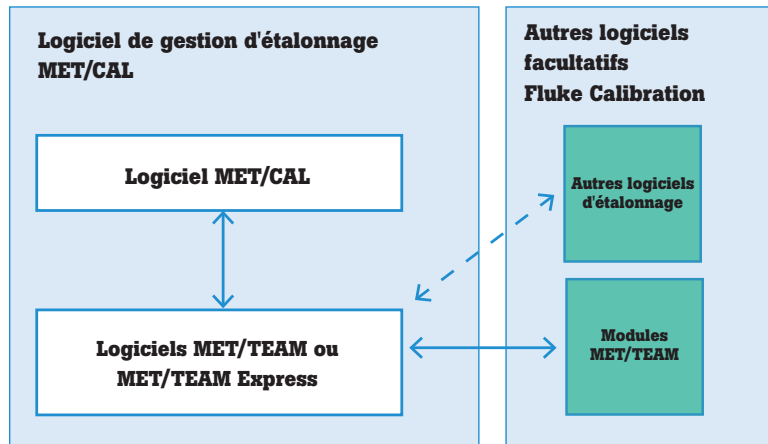 Logiciel de gestion d'étalonnage
MET/CAL
Logiciel MET/CAL
Logiciels MET/TEAM ou
MET/TEAM Express
Autres logiciels
facultatifs
Fluke Calibration
Autres logiciels
d'étalonnage
Modules
MET/TEAM